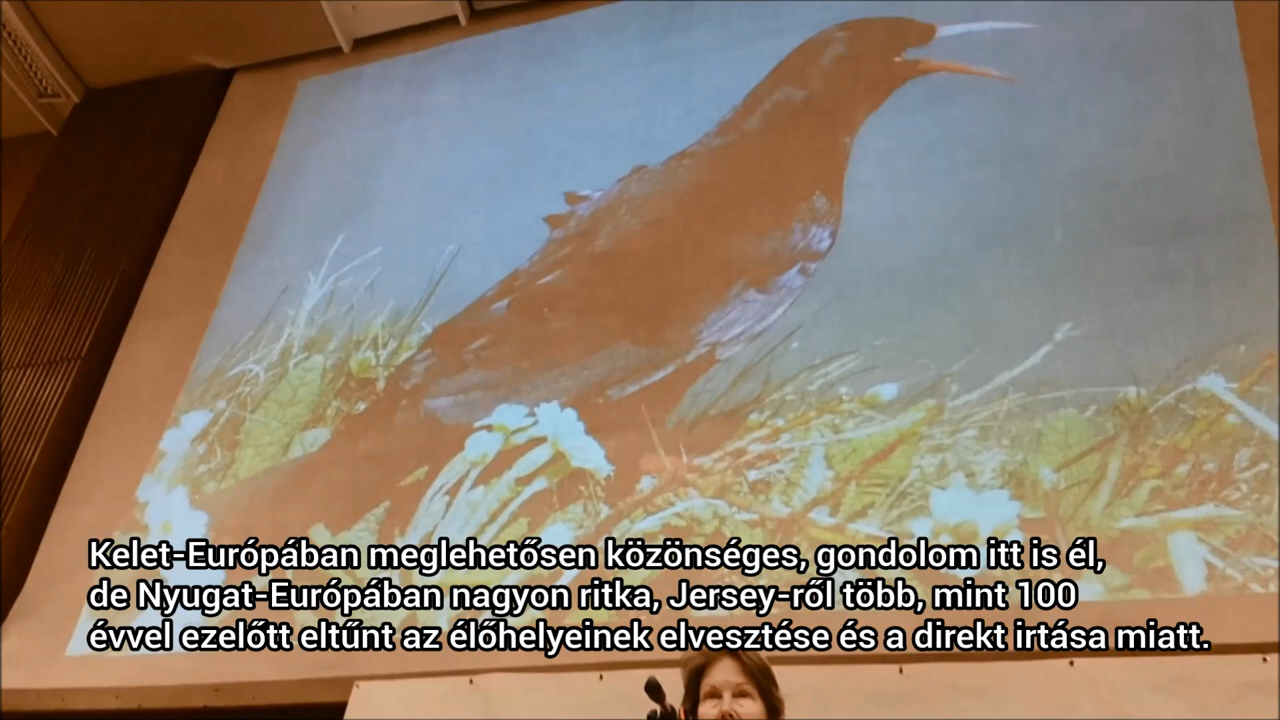 Kelet-Európában meglehetősen közönséges, gondolom itt is él,
de Nyugat-Európában nagyon ritka, Jersey-ről több, mint 100
évvel ezelőtt eltűnt az élőhelyeinek elvesztése és a direkt irtása miatt.